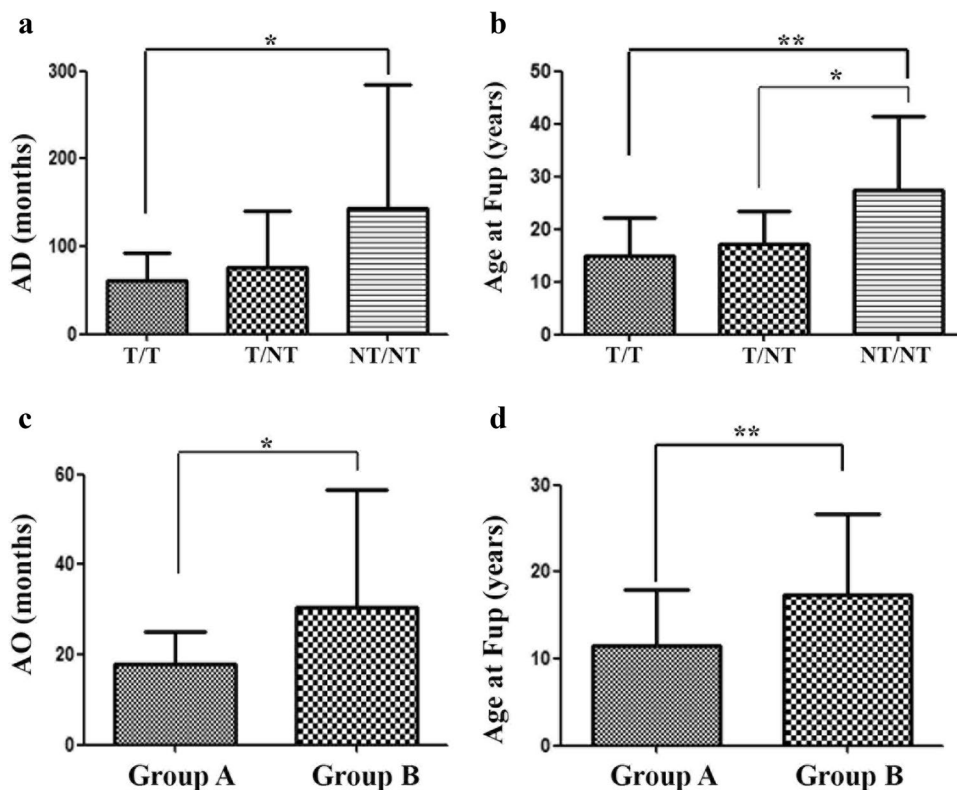 a
*
300
200
100
0
AD (months)
T/T T/NT NT/NT
b
**
*
50
40
30
20
10
0
Age at Fup (years)
T/T T/NT NT/NT
c
*
60
40
20
0
AO (months)
Group A Group B
d
**
30
20
10
0
Age at Fup (years)
Group A Group B